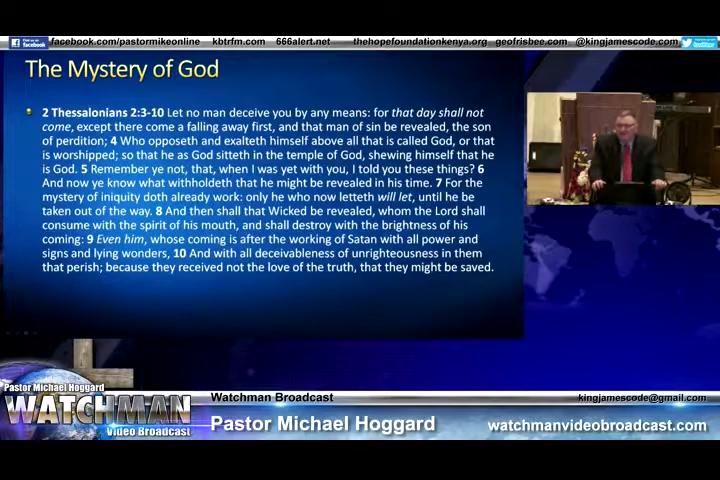 Find us on facebook facebook.com/pastormikeonline kbtrfm.com 666alert.net thehopefoundationkenya.org geofrisbee.com @kingjamescode.com twitter
The Mystery of God
2 Thessalonians 2:3-10 Let no man deceive you by any means: for that day shall not
come, except there come a falling away first, and that man of sin be revealed, the son
of perdition; 4 Who opposeth and exalteth himself above all that is called God, or that
is worshipped; so that he as God sitteth in the temple of God, shewing himself that he
is God. 5 Remember ye not, that, when I was yet with you, I told you these things? 6
And now ye know what withholdeth that he might be revealed in his time. 7 For the
mystery of iniquity doth already work: only he who now letteth will let, until he be
taken out of the way. 8 And then shall that Wicked be revealed, whom the Lord shall
consume with the spirit of his mouth, and shall destroy with the brightness of his
coming: 9 Even him, whose coming is after the working of Satan with all power and
signs and lying wonders, 10 And with all deceivableness of unrighteousness in them
that perish; because they received not the love of the truth, that they might be saved.
Pastor Michael Hoggard
WATCHMAN
Video Broadcast
Watchman Broadcast kingjamescode@gmail.com
Pastor Michael Hoggard watchmanvideobroadcast.com